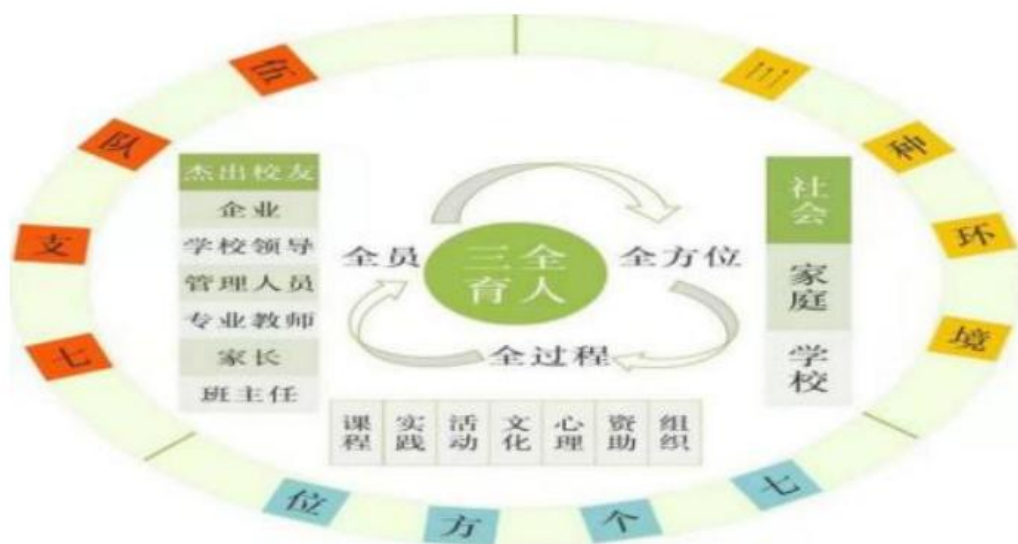 七支队伍
三种环境
杰出校友
企业
学校领导
管理人员
专业教师
家长
班主任
全员
三全
育人
全方位
全过程
社会
家庭
学校
课程
实践
活动
文化
心理
资助
组织
七个方位